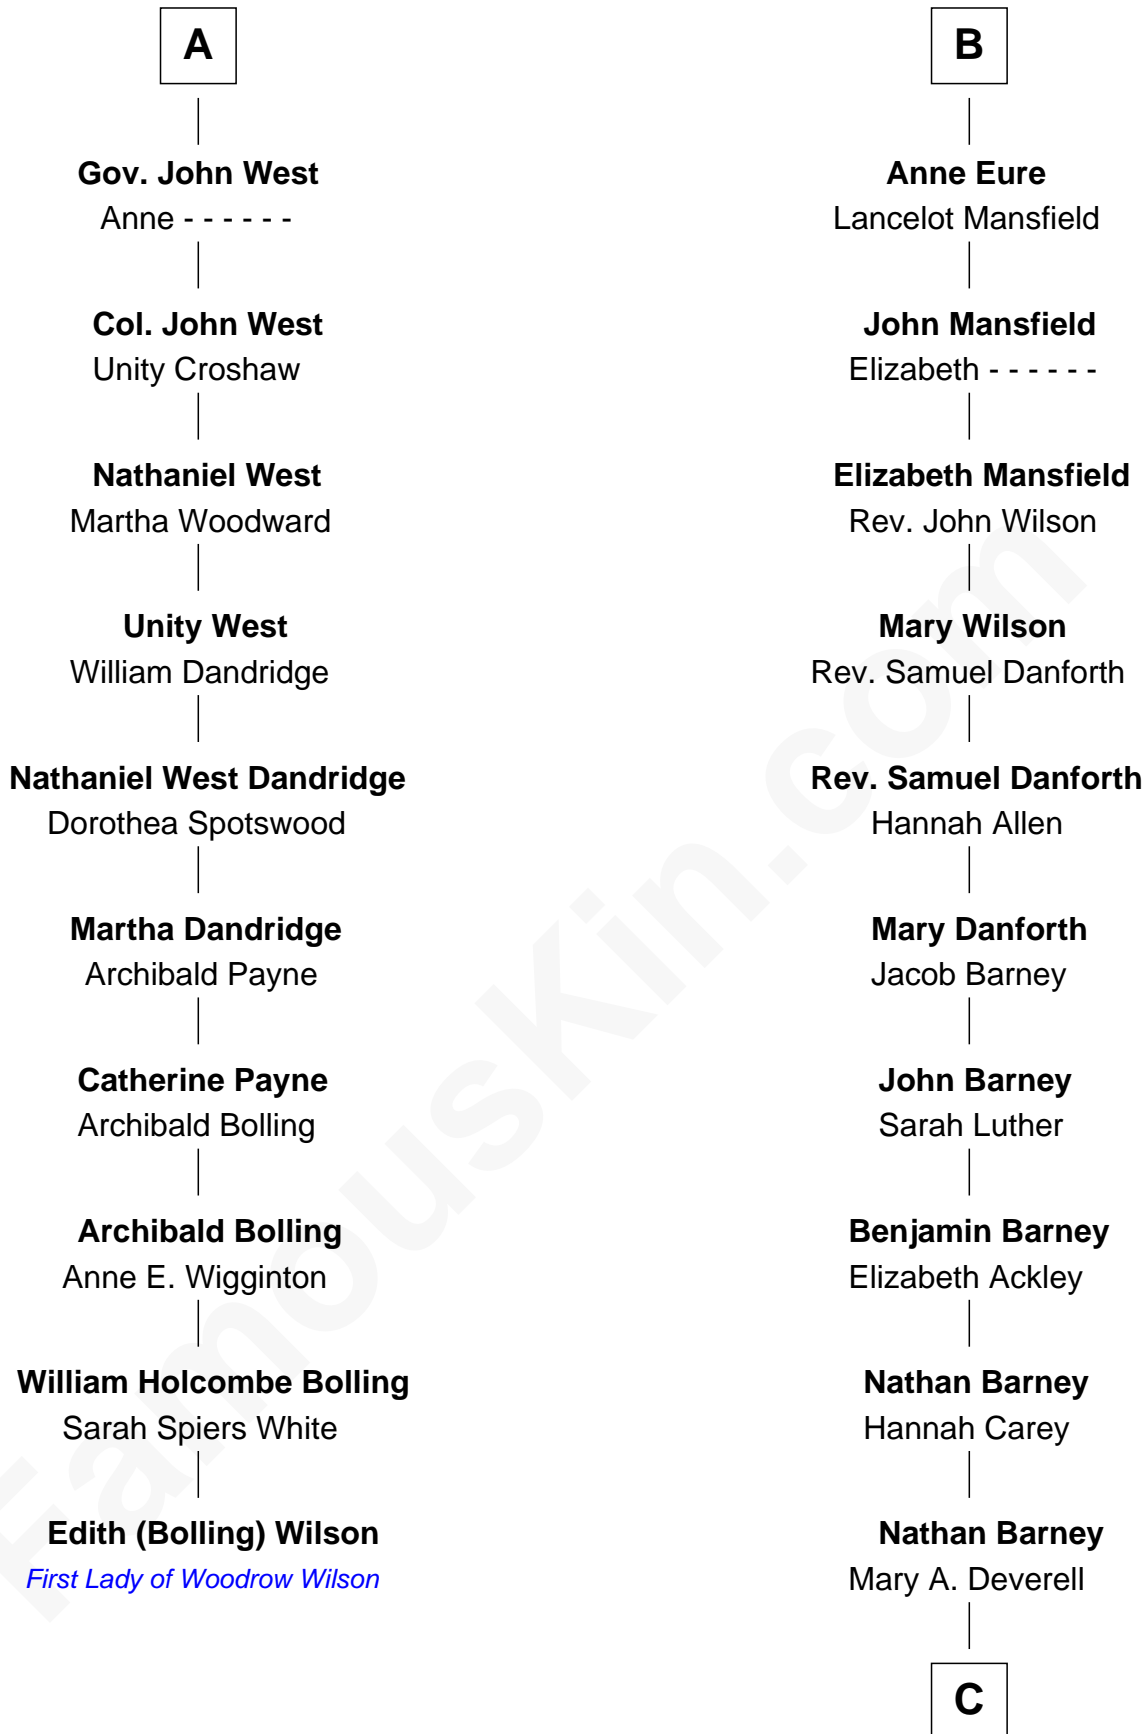 A
Gov. John West
Anne - - - - - -
Col. John West
Unity Croshaw
Nathaniel West
Martha Woodward
Unity West
William Dandridge
Nathaniel West Dandridge
Dorothea Spotswood
Martha Dandridge
Archibald Payne
Catherine Payne
Archibald Bolling
Archibald Bolling
Anne E. Wigginton
William Holcombe Bolling
Sarah Spiers White
Edith (Bolling) Wilson
First Lady of Woodrow Wilson
B
Anne Eure
Lancelot Mansfield
John Mansfield
Elizabeth - - - - - -
Elizabeth Mansfield
Rev. John Wilson
Mary Wilson
Rev. Samuel Danforth
Rev. Samuel Danforth
Hannah Allen
Mary Danforth
Jacob Barney
John Barney
Sarah Luther
Benjamin Barney
Elizabeth Ackley
Nathan Barney
Hannah Carey
Nathan Barney
Mary A. Deverell
C
FamousKin.com